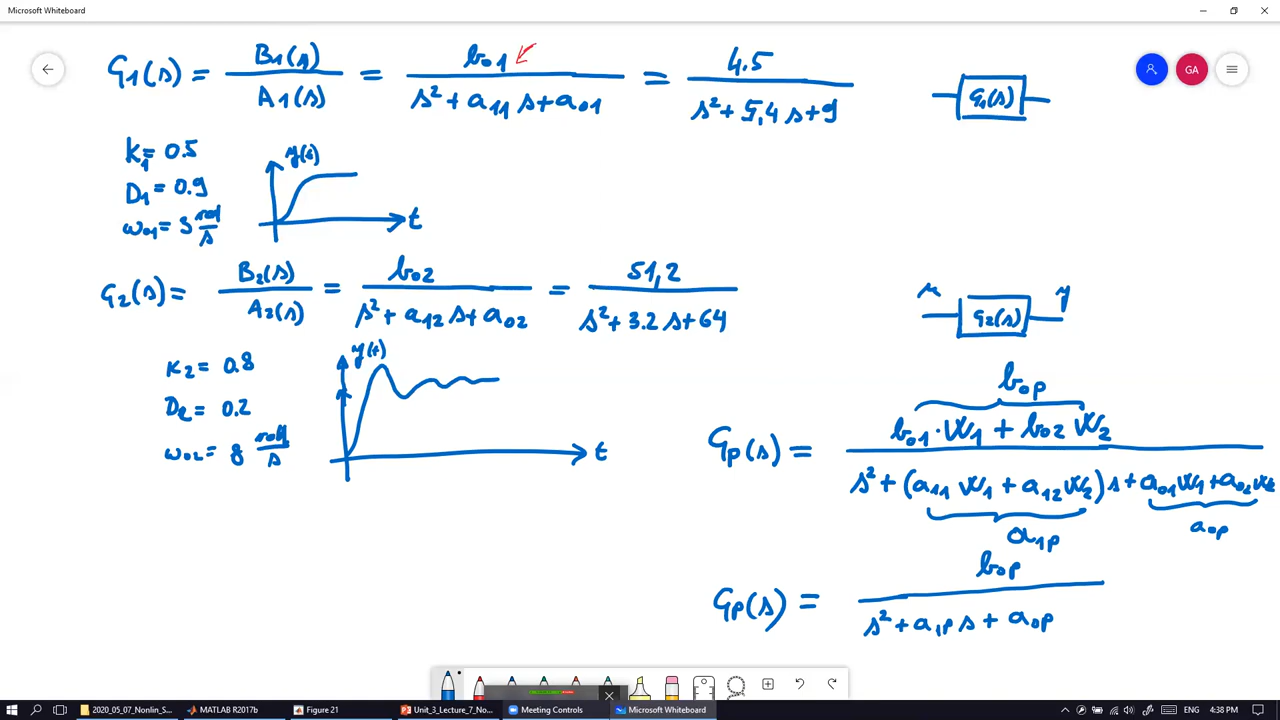 Microsoft Whiteboard
GA
G1(s) = B1(s) / A1(s) = b01 / s² + a11 s + a01 = 4.5 / s² + 5,4 s + 9
G1(s)
K1 = 0.5
D1 = 0.9
ω01 = 3 rad/s
y(t)
t
G2(s) = B2(s) / A2(s) = b02 / s² + a12 s + a02 = 51,2 / s² + 3.2 s + 64
u G2(s) y
K2 = 0.8
D2 = 0.2
ω02 = 8 rad/s
y(t)
t
b0p
Gp(s) = b01 · W1 + b02 W2 / s² + (a11 W1 + a12 W2) s + a01 W1 + a02 W2
a1p
a0p
Gp(s) = b0p / s² + a1p s + a0p
2020_05_07_Nonlin_S...
MATLAB R2017b
Figure 21
Unit_3_Lecture_7_No...
Meeting Controls
Microsoft Whiteboard
ENG
4:38 PM